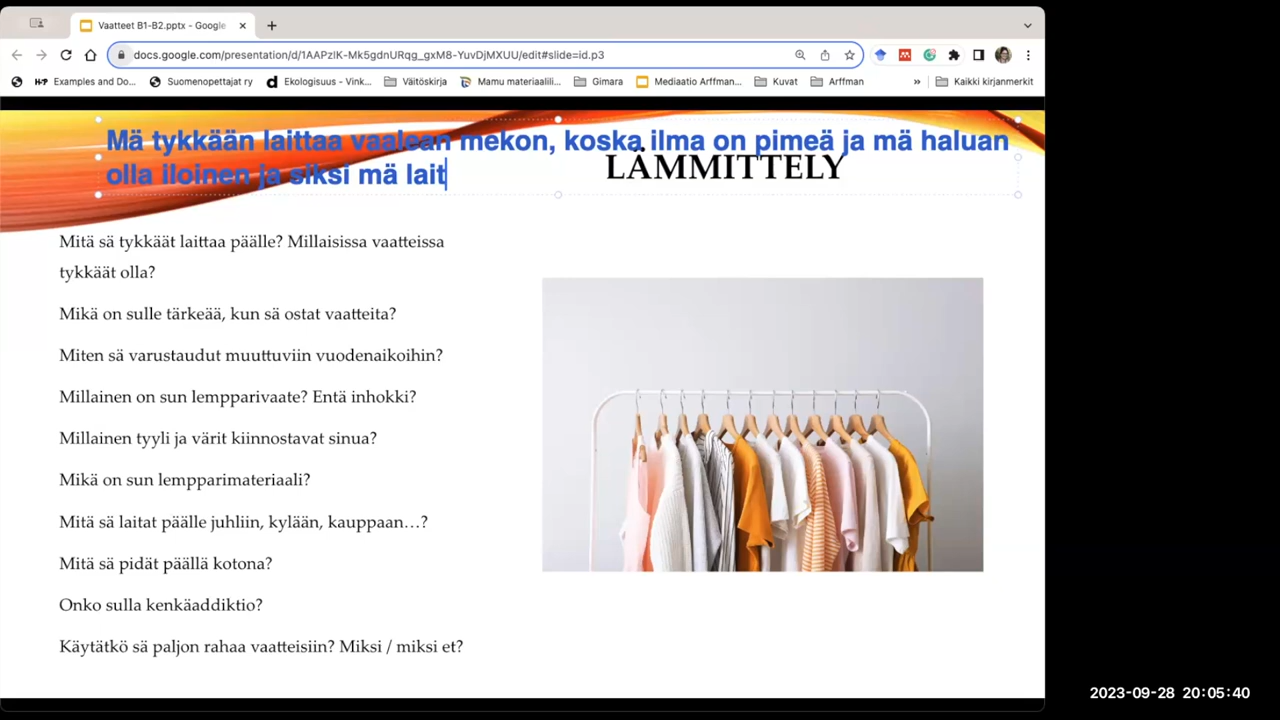 Vaatteet B1-B2.pptx - Google
docs.google.com/presentation/d/1AAPzIK-Mk5gdnURqg_gxM8-YuvDjMXUU/edit#slide=id.p3
Examples and Do... Suomenopettajat ry Ekologisuus - Vink... Väitöskirja Mamu materiaalili... Gimara Mediaatio Arffman... Kuvat Arffman » Kaikki kirjanmerkit
Mä tykkään laittaa vaalean mekon, koska ilma on pimeä ja mä haluan
olla iloinen ja siksi mä lait
LÄMMITTELY
Mitä sä tykkäät laittaa päälle? Millaisissa vaatteissa
tykkäät olla?
Mikä on sulle tärkeää, kun sä ostat vaatteita?
Miten sä varustaudut muuttuviin vuodenaikoihin?
Millainen on sun lempparivaate? Entä inhokki?
Millainen tyyli ja värit kiinnostavat sinua?
Mikä on sun lempparimateriaali?
Mitä sä laitat päälle juhliin, kylään, kauppaan…?
Mitä sä pidät päällä kotona?
Onko sulla kenkäaddiktio?
Käytätkö sä paljon rahaa vaatteisiin? Miksi / miksi et?
2023-09-28 20:05:40